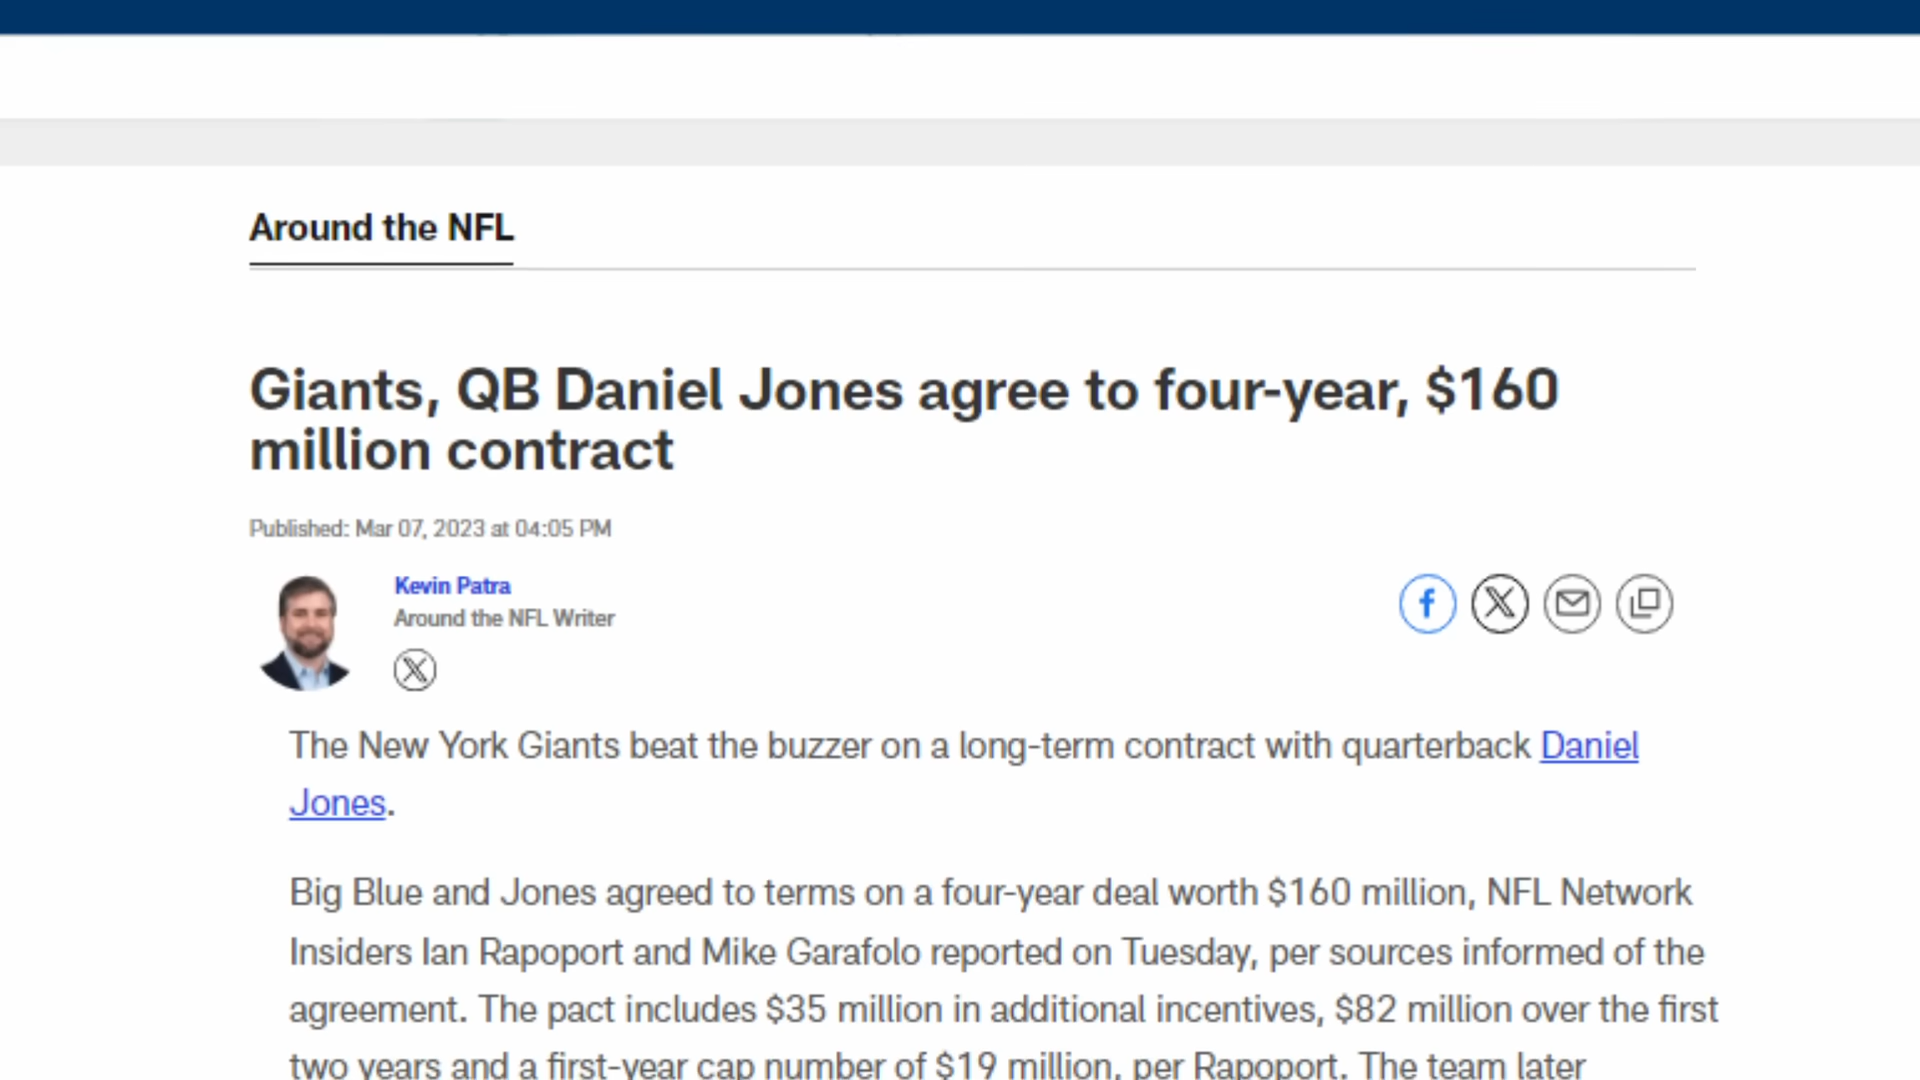 Around the NFL
Giants, QB Daniel Jones agree to four-year, $160
million contract
Published: Mar 07, 2023 at 04:05 PM
Kevin Patra
Around the NFL Writer
The New York Giants beat the buzzer on a long-term contract with quarterback Daniel
Jones.
Big Blue and Jones agreed to terms on a four-year deal worth $160 million, NFL Network
Insiders Ian Rapoport and Mike Garafolo reported on Tuesday, per sources informed of the
agreement. The pact includes $35 million in additional incentives, $82 million over the first
two years and a first-year cap number of $19 million, per Rapoport. The team later